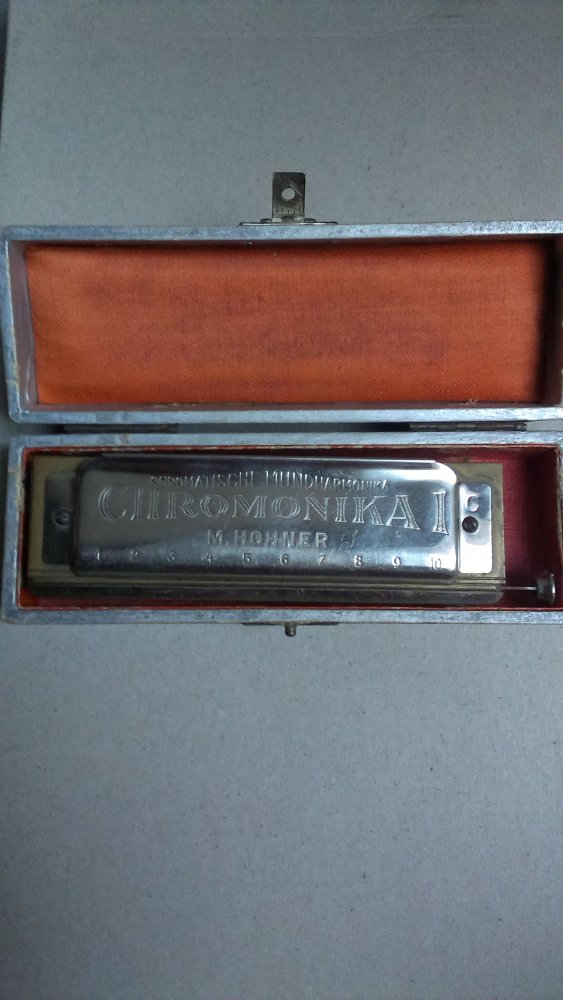 CHROMATISCHE MUNDHARMONIKA
CHROMONIKA I
M. HOHNER
1 2 3 4 5 6 7 8 9 10